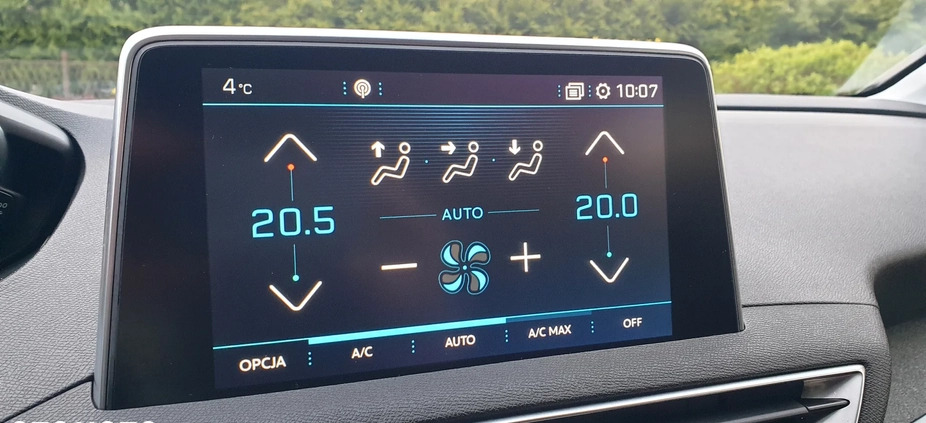 4°C 10:07
20.5 AUTO 20.0
OPCJA A/C AUTO A/C MAX OFF